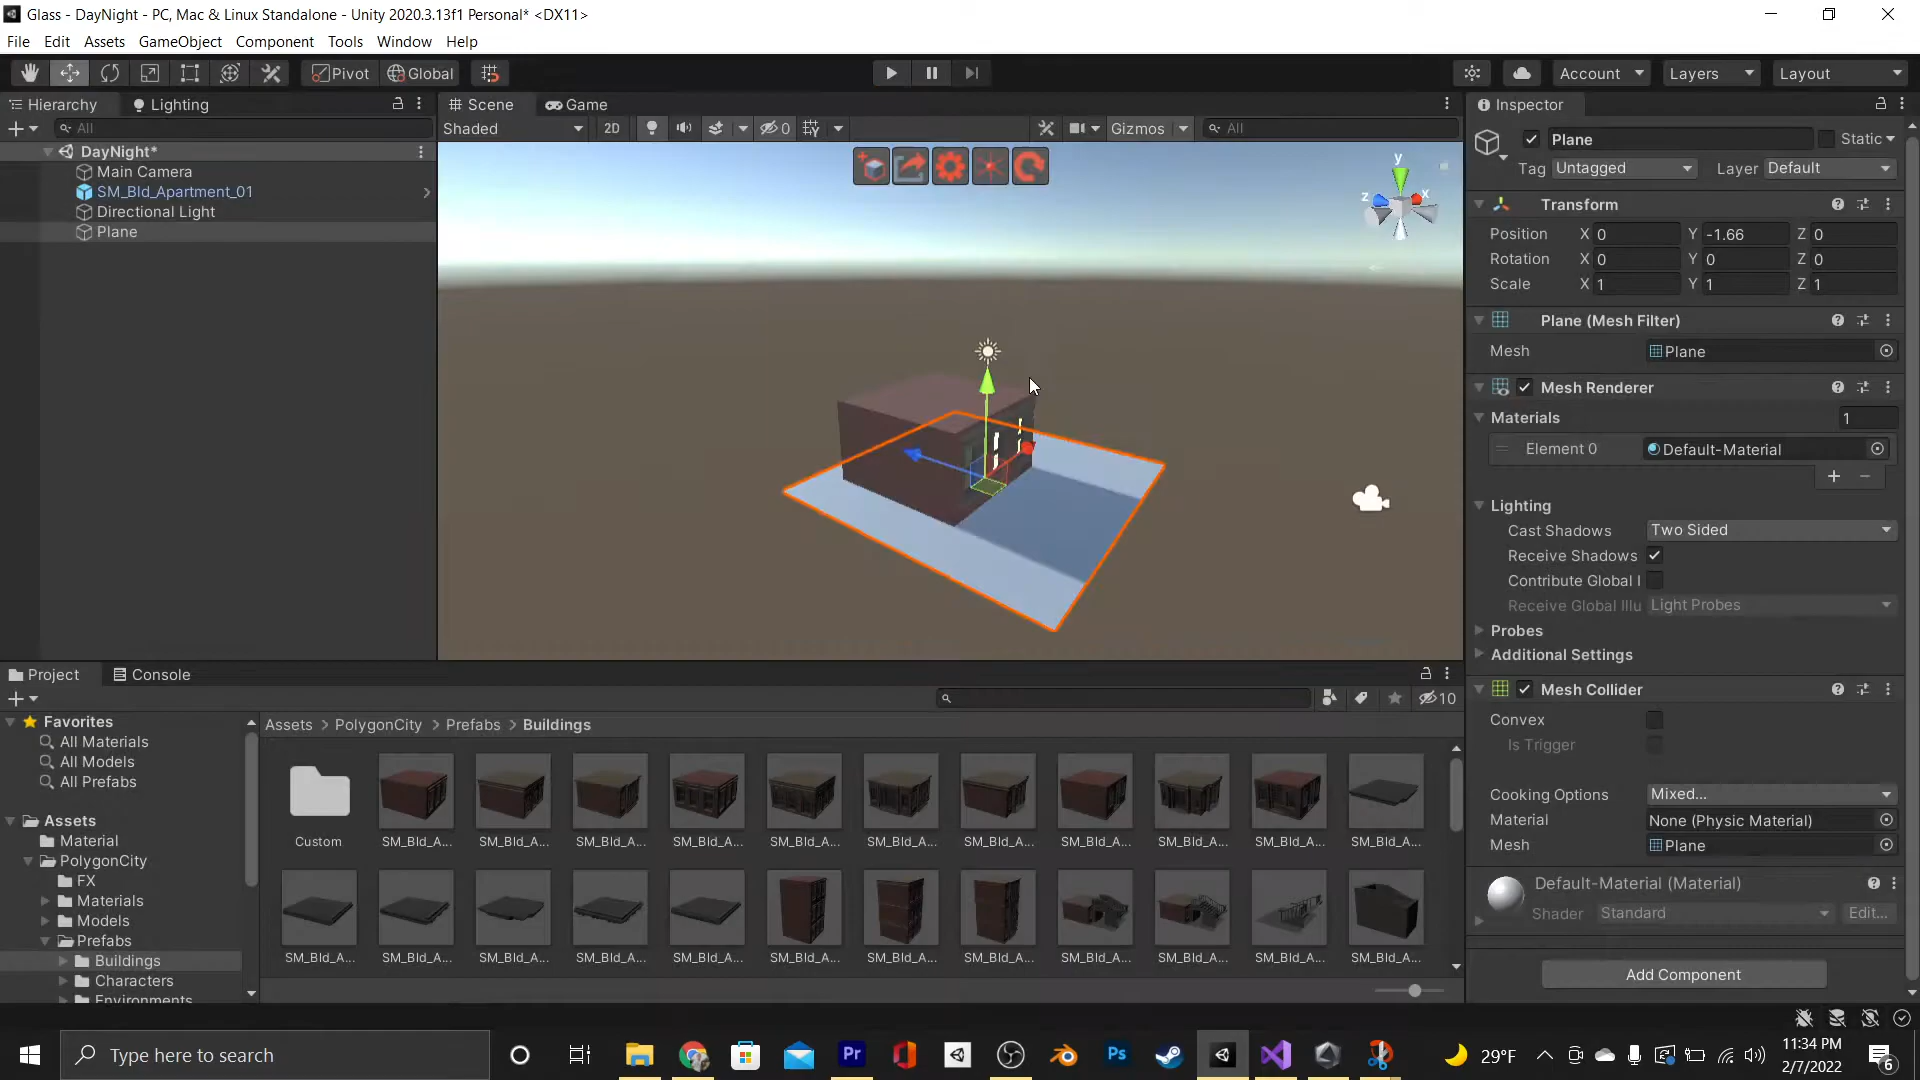 Glass - DayNight - PC, Mac & Linux Standalone - Unity 2020.3.13f1 Personal* <DX11>
File Edit Assets GameObject Component Tools Window Help
Pivot Global Account Layers Layout
Hierarchy Lighting
All
DayNight*
Main Camera
SM_Bld_Apartment_01
Directional Light
Plane
Scene Game
Shaded 2D 0 Gizmos All
y
z x
Inspector
Plane Static
Tag Untagged Layer Default
Transform
Position X 0 Y -1.66 Z 0
Rotation X 0 Y 0 Z 0
Scale X 1 Y 1 Z 1
Plane (Mesh Filter)
Mesh Plane
Mesh Renderer
Materials 1
Element 0 Default-Material
Lighting
Cast Shadows Two Sided
Receive Shadows
Contribute Global I
Receive Global Illu Light Probes
Probes
Additional Settings
Mesh Collider
Convex
Is Trigger
Cooking Options Mixed...
Material None (Physic Material)
Mesh Plane
Default-Material (Material)
Shader Standard Edit...
Add Component
Project Console
10
Favorites
All Materials
All Models
All Prefabs
Assets
Material
PolygonCity
FX
Materials
Models
Prefabs
Buildings
Characters
Environments
Assets > PolygonCity > Prefabs > Buildings
Custom SM_Bld_A... SM_Bld_A... SM_Bld_A... SM_Bld_A... SM_Bld_A... SM_Bld_A... SM_Bld_A... SM_Bld_A... SM_Bld_A... SM_Bld_A... SM_Bld_A...
SM_Bld_A... SM_Bld_A... SM_Bld_A... SM_Bld_A... SM_Bld_A... SM_Bld_A... SM_Bld_A... SM_Bld_A... SM_Bld_A... SM_Bld_A... SM_Bld_A... SM_Bld_A...
Type here to search
Pr
Ps
29°F
11:34 PM
2/7/2022
6